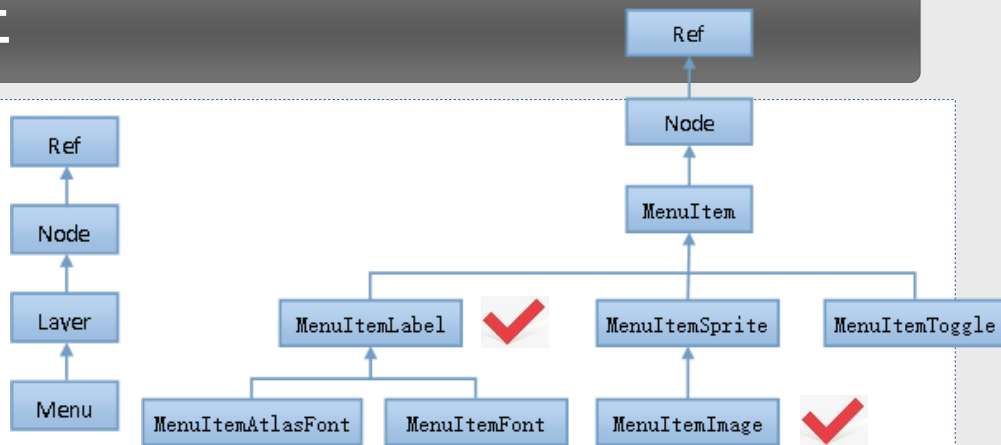 Ref
Node
Layer
Menu
Ref
Node
MenuItem
MenuItemLabel
MenuItemSprite
MenuItemToggle
MenuItemAtlasFont
MenuItemFont
MenuItemImage